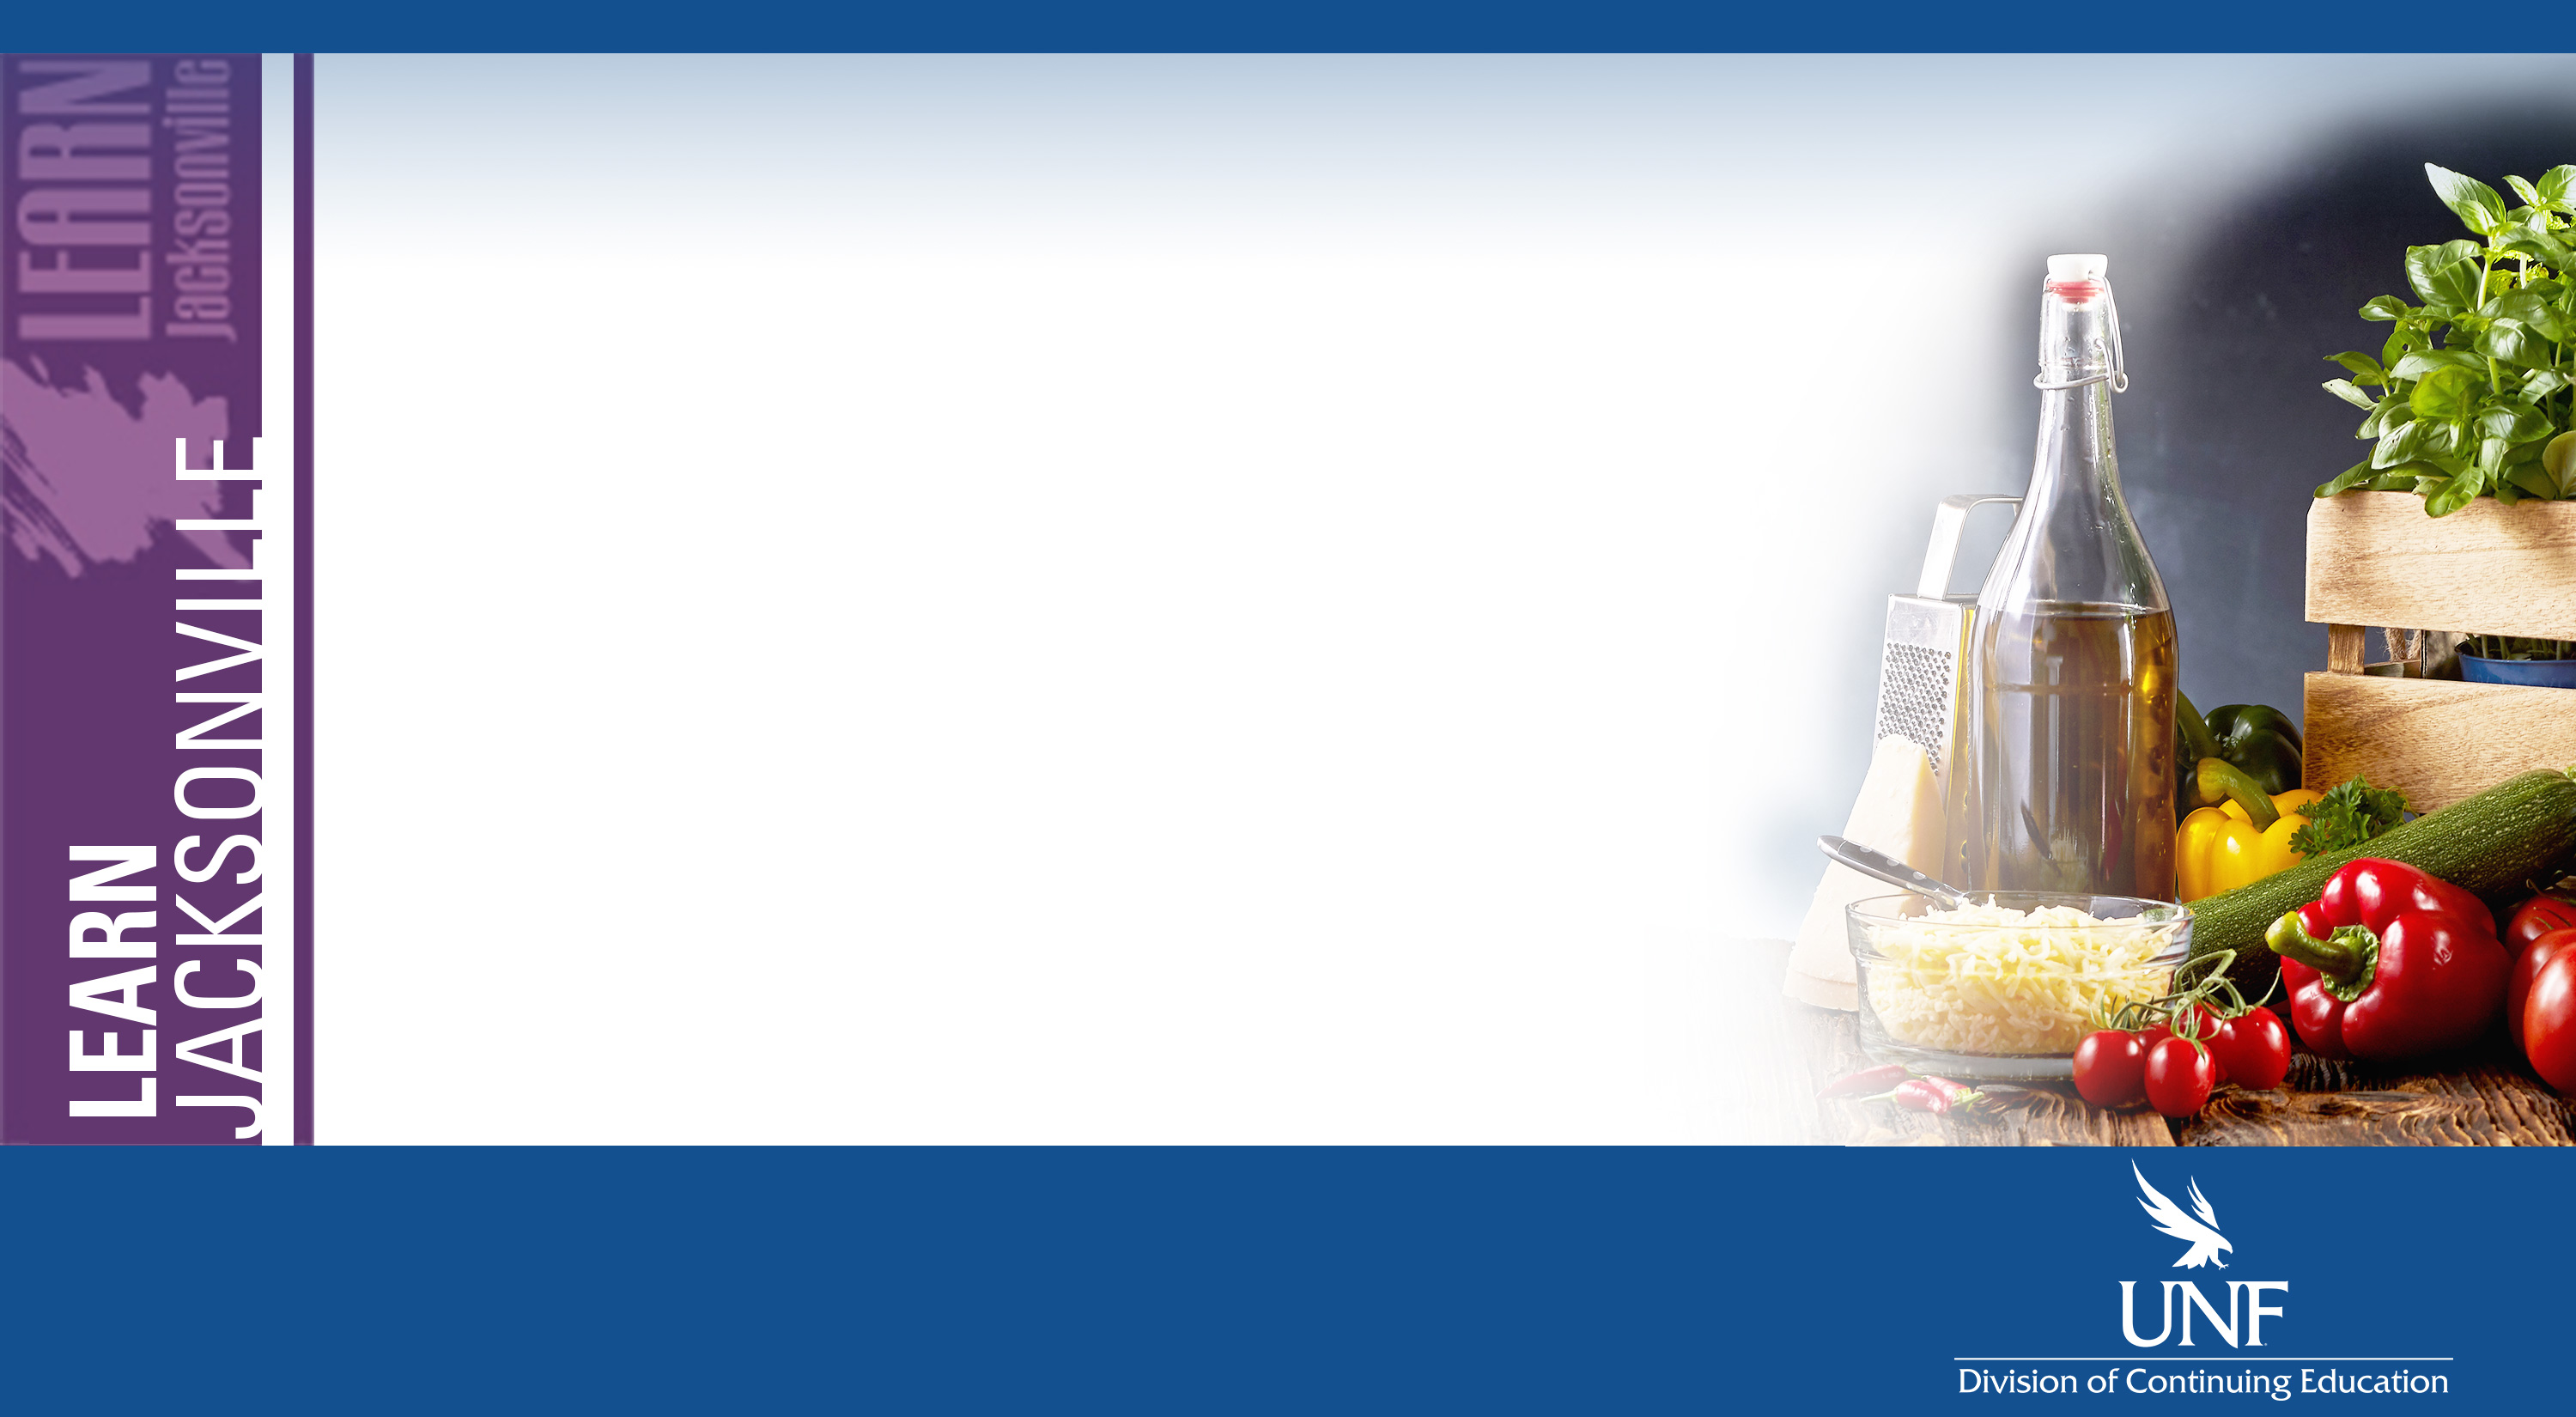 LEARN
Jacksonville
LEARN
JACKSONVILLE
UNF
Division of Continuing Education